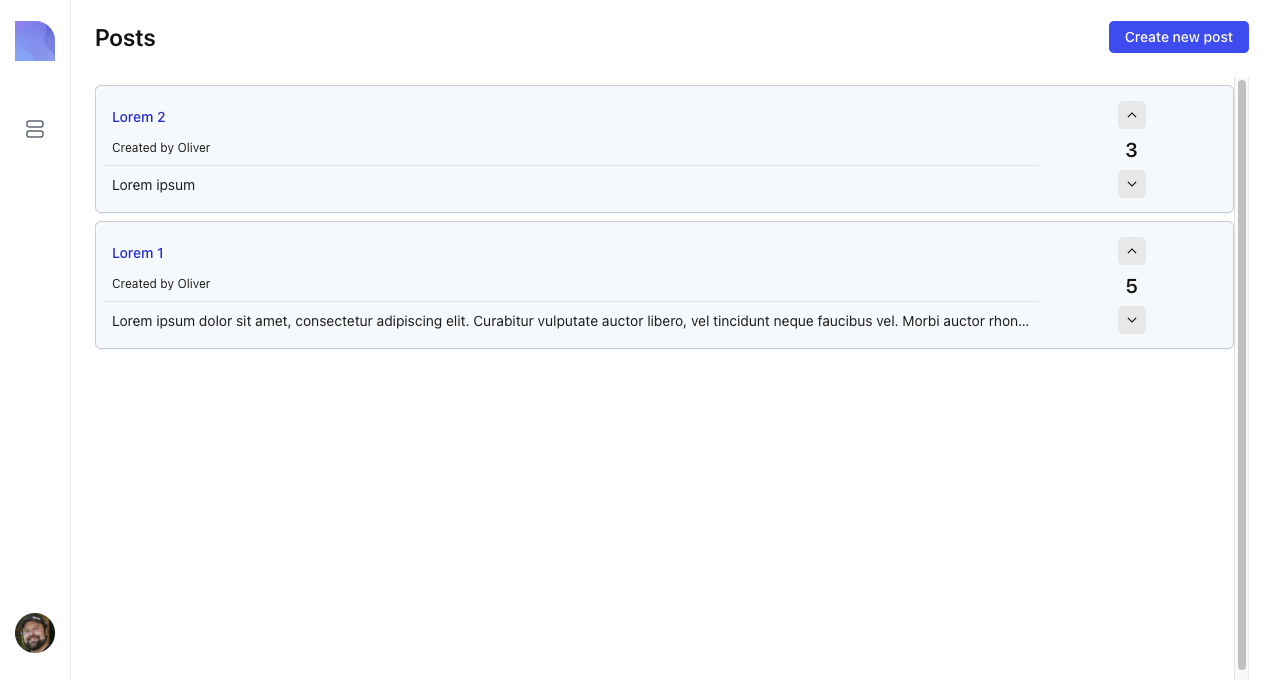 Posts
Create new post
Lorem 2
Created by Oliver
3
Lorem ipsum
Lorem 1
Created by Oliver
5
Lorem ipsum dolor sit amet, consectetur adipiscing elit. Curabitur vulputate auctor libero, vel tincidunt neque faucibus vel. Morbi auctor rhon...